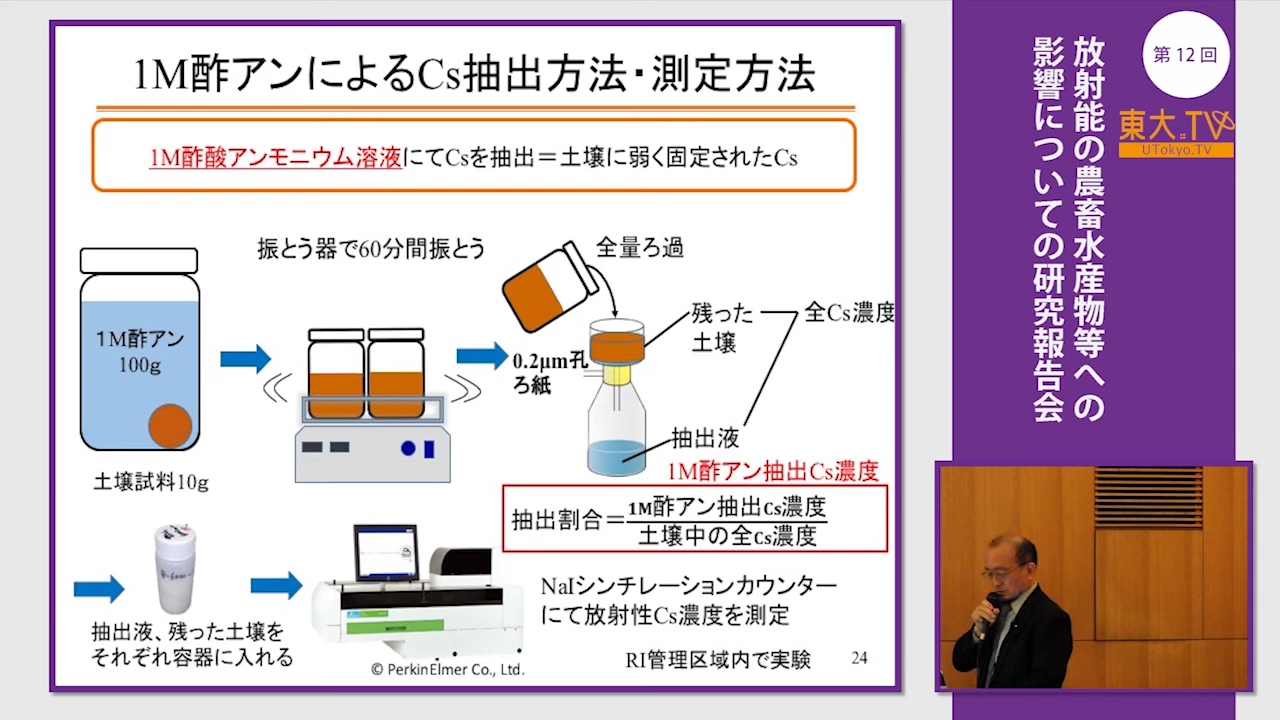 1M酢アンによるCs抽出方法・測定方法
1M酢酸アンモニウム溶液にてCsを抽出＝土壌に弱く固定されたCs
振とう器で60分間振とう
全量ろ過
1M酢アン
100g
残った
土壌
全Cs濃度
0.2μm孔
ろ紙
抽出液
1M酢アン抽出Cs濃度
土壌試料10g
抽出割合＝1M酢アン抽出Cs濃度
土壌中の全Cs濃度
NaIシンチレーションカウンター
にて放射性Cs濃度を測定
抽出液、残った土壌を
それぞれ容器に入れる
© PerkinElmer Co., Ltd.
RI管理区域内で実験
24
第12回
放射能の農畜水産物等への
影響についての研究報告会
東大.TV
UTokyo.TV